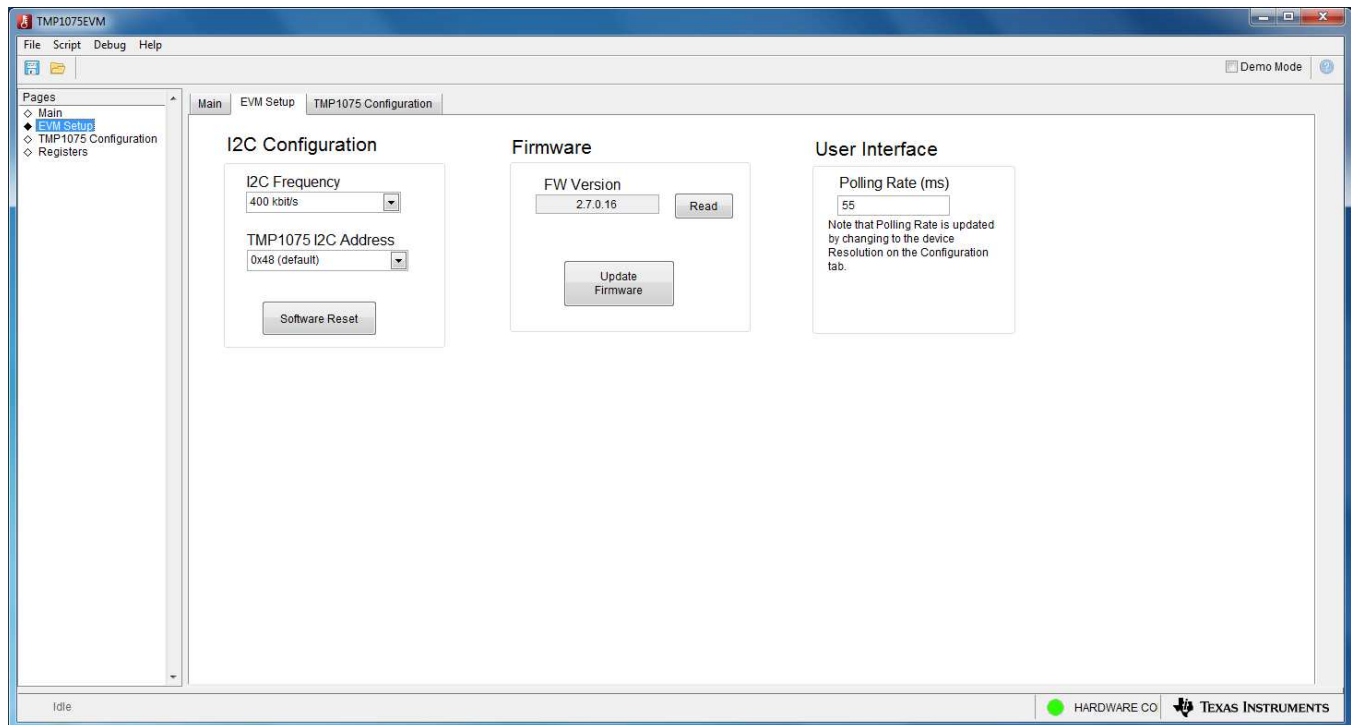 TMP1075EVM
File Script Debug Help
Demo Mode
Pages
Main
EVM Setup
TMP1075 Configuration
Registers
Main EVM Setup TMP1075 Configuration
I2C Configuration
I2C Frequency
400 kbit/s
TMP1075 I2C Address
0x48 (default)
Software Reset
Firmware
FW Version
2.7.0.16 Read
Update
Firmware
User Interface
Polling Rate (ms)
55
Note that Polling Rate is updated
by changing to the device
Resolution on the Configuration
tab.
Idle
HARDWARE CO
TEXAS INSTRUMENTS